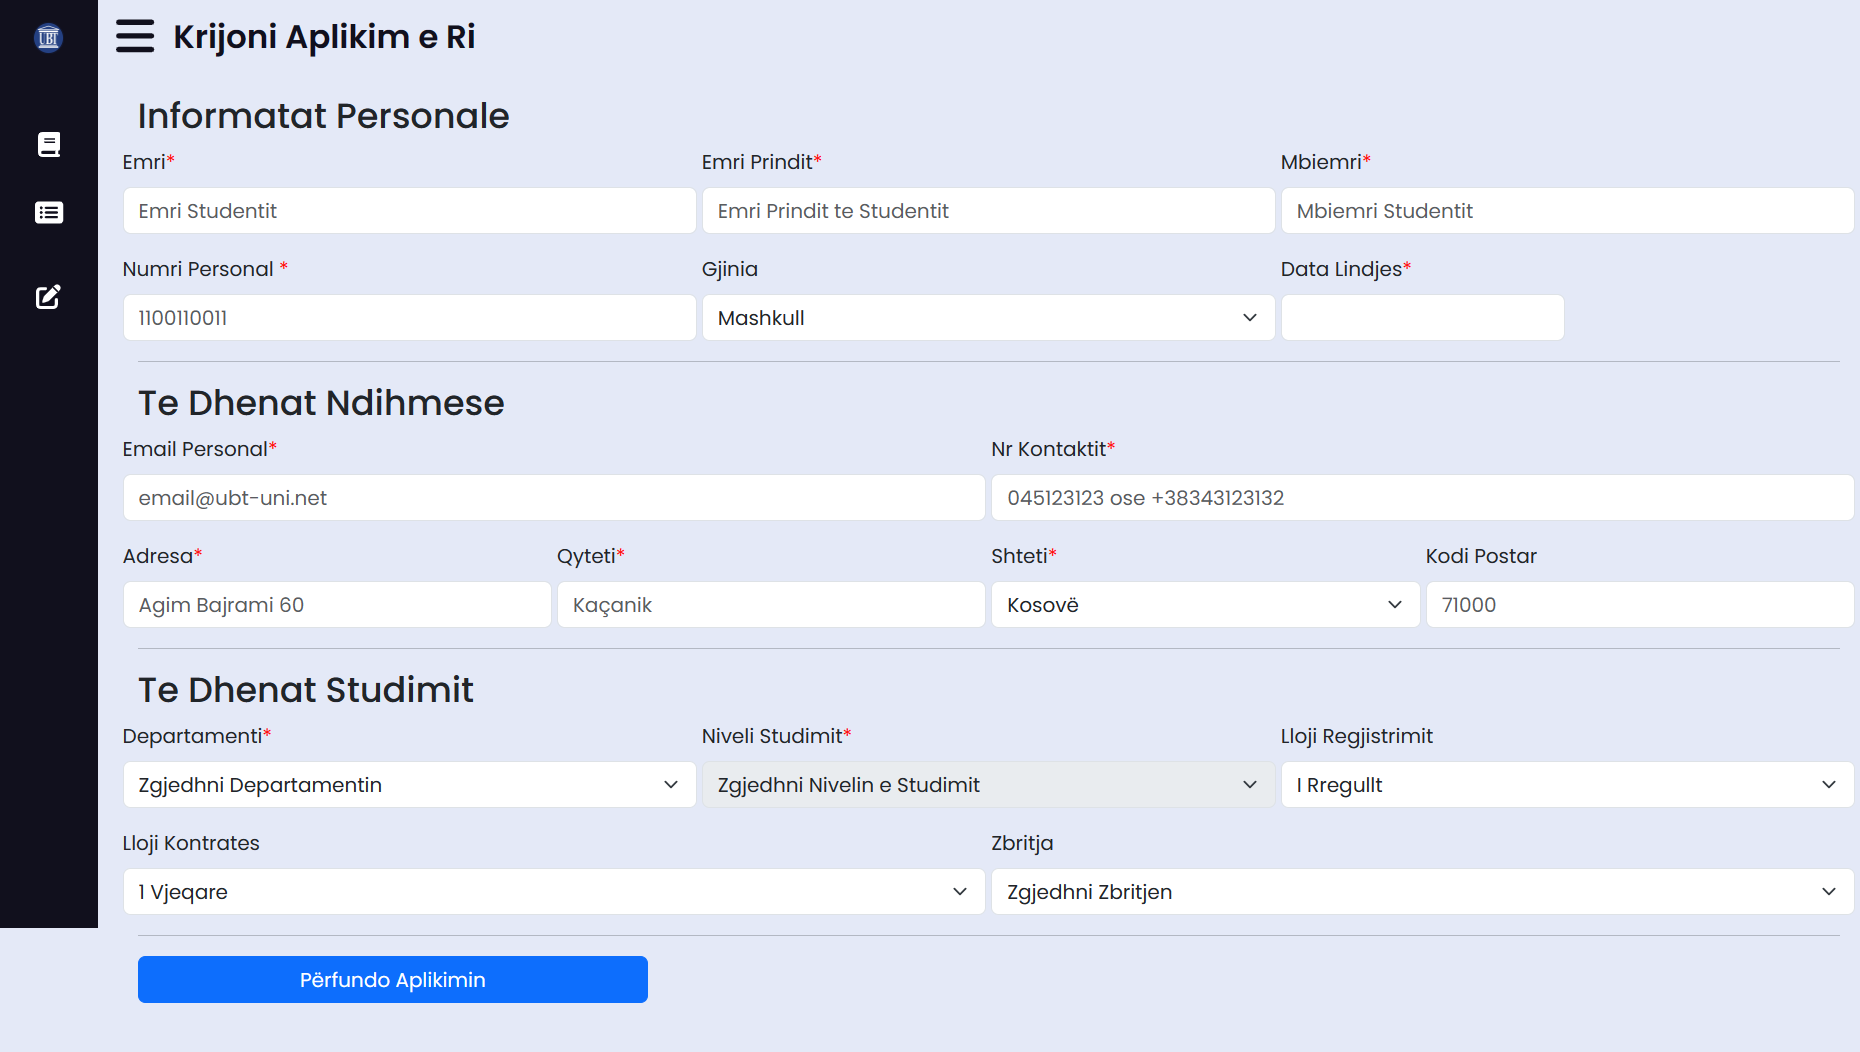 UBT
Krijoni Aplikim e Ri
Informatat Personale
Emri* Emri Prindit* Mbiemri*
Emri Studentit Emri Prindit te Studentit Mbiemri Studentit
Numri Personal * Gjinia Data Lindjes*
1100110011 Mashkull
Te Dhenat Ndihmese
Email Personal* Nr Kontaktit*
email@ubt-uni.net 045123123 ose +38343123132
Adresa* Qyteti* Shteti* Kodi Postar
Agim Bajrami 60 Kaçanik Kosovë 71000
Te Dhenat Studimit
Departamenti* Niveli Studimit* Lloji Regjistrimit
Zgjedhni Departamentin Zgjedhni Nivelin e Studimit I Rregullt
Lloji Kontrates Zbritja
1 Vjeqare Zgjedhni Zbritjen
Përfundo Aplikimin